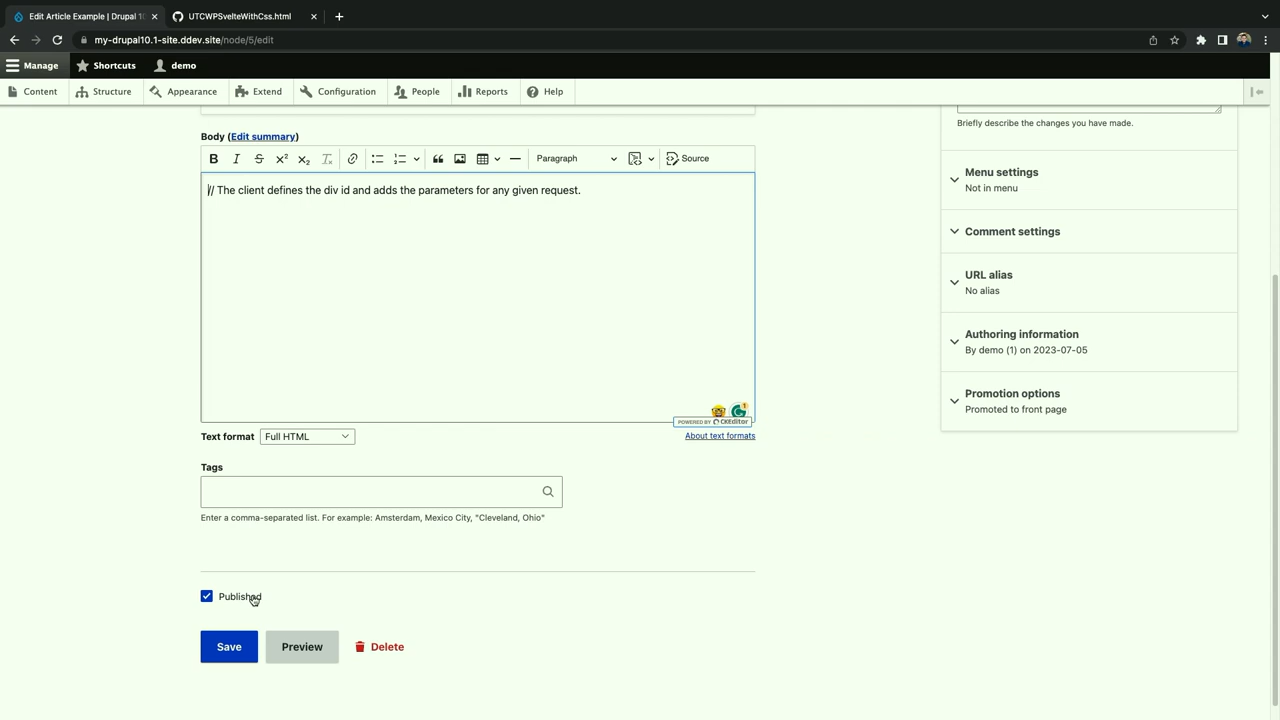 Edit Article Example | Drupal 10
UTCWPSvelteWithCss.html
my-drupal10.1-site.ddev.site/node/5/edit
Manage
Shortcuts
demo
Content
Structure
Appearance
Extend
Configuration
People
Reports
Help
Body (Edit summary)
Paragraph
Source
// The client defines the div id and adds the parameters for any given request.
POWERED BY CKEditor
Text format
Full HTML
About text formats
Tags
Enter a comma-separated list. For example: Amsterdam, Mexico City, "Cleveland, Ohio"
Published
Save
Preview
Delete
Briefly describe the changes you have made.
Menu settings
Not in menu
Comment settings
URL alias
No alias
Authoring information
By demo (1) on 2023-07-05
Promotion options
Promoted to front page